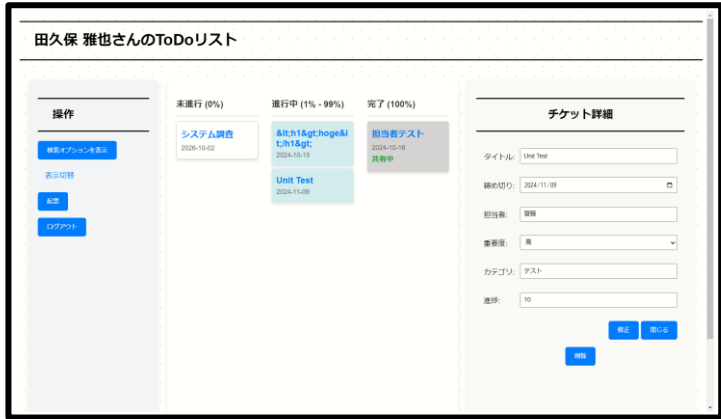 田久保 雅也さんのToDoリスト
操作
検索オプションを表示
表示切替
起票
ログアウト
未進行 (0%)
システム調査
2026-10-02
進行中 (1% - 99%)
&lt;h1&gt;hoge&l
t;/h1&gt;
2024-10-15
Unit Test
2024-11-09
完了 (100%)
担当者テスト
2024-10-16
共有中
チケット詳細
タイトル: Unit Test
締め切り: 2024/11/09
担当者:
重要度: 高
カテゴリ: テスト
進捗: 10
修正 閉じる
削除